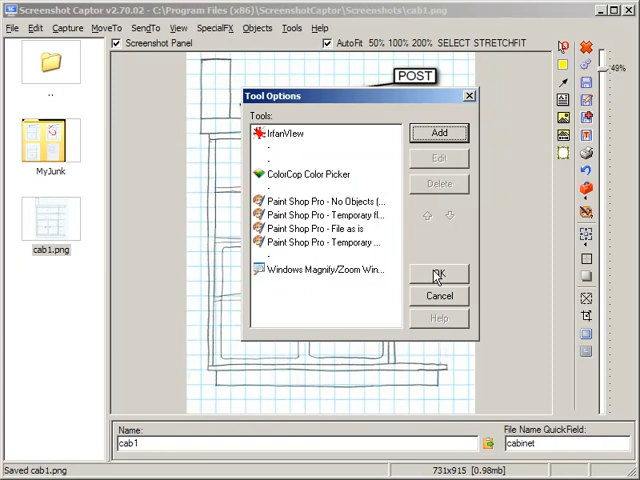 Screenshot Captor v2.70.02 - C:\Program Files (x86)\ScreenshotCaptor\Screenshots\cab1.png
File Edit Capture MoveTo SendTo View SpecialFX Objects Tools Help
Screenshot Panel
AutoFit 50% 100% 200% SELECT STRETCHFIT
49%
..
MyJunk
cab1.png
POST
Tool Options
Tools:
IrfanView
.
.
ColorCop Color Picker
.
Paint Shop Pro - No Objects (...
Paint Shop Pro - Temporary fl...
Paint Shop Pro - File as is
Paint Shop Pro - Temporary ...
.
Windows Magnify/Zoom Win...
Add
Edit
Delete
OK
Cancel
Help
Name:
cab1
File Name QuickField:
cabinet
Saved cab1.png
731x915 [0.98mb]